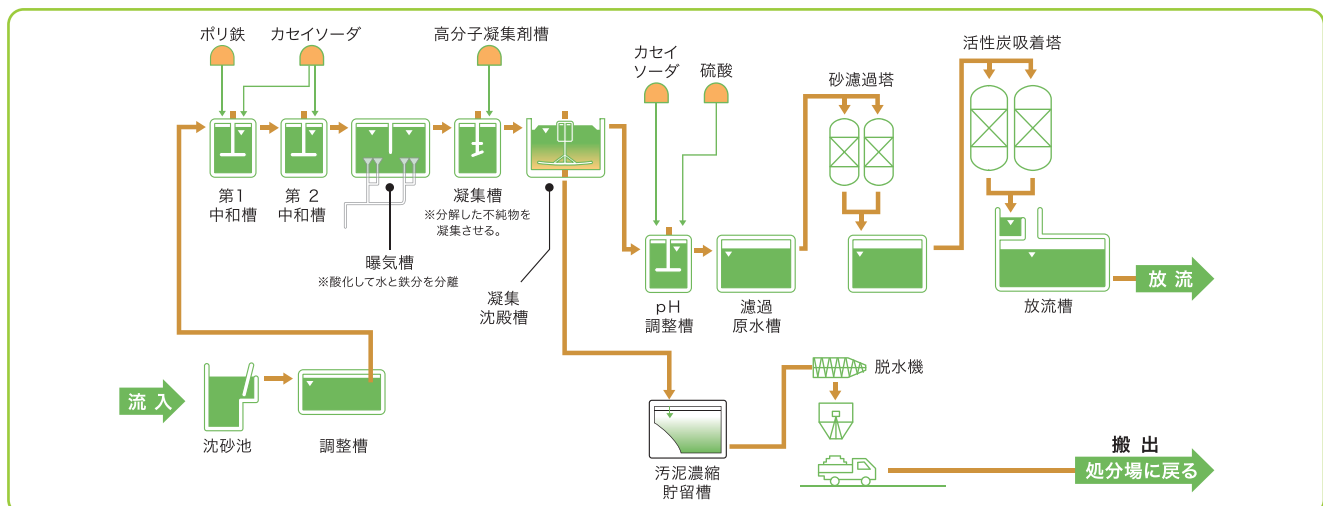 ポリ鉄
カセイソーダ
高分子凝集剤槽
カセイ
ソーダ
硫酸
砂濾過塔
活性炭吸着塔
第1
中和槽
第 2
中和槽
曝気槽
※酸化して水と鉄分を分離
凝集槽
※分解した不純物を
凝集させる。
凝集
沈殿槽
pH
調整槽
濾過
原水槽
放流槽
放 流
流 入
沈砂池
調整槽
脱水機
汚泥濃縮
貯留槽
搬 出
処分場に戻る